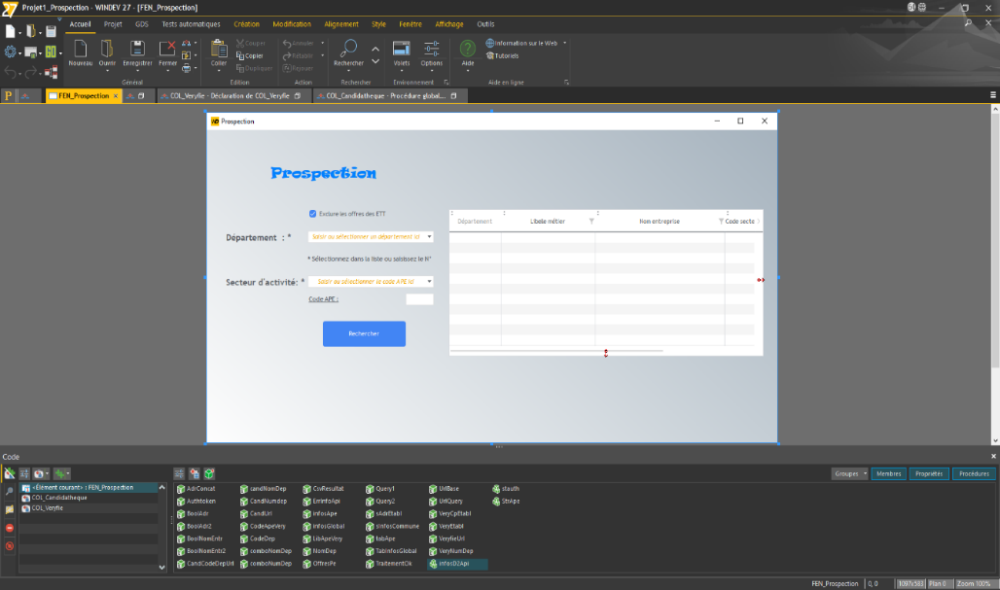 Projet1_Prospection - WINDEV 27 - [FEN_Prospection]
Accueil Projet GDS Tests automatiques Création Modification Alignement Style Fenêtre Affichage Outils
Nouveau Ouvrir Enregistrer Fermer Coller Rechercher Volets Options Aide
Couper
Copier
Dupliquer
Annuler
Rétablir
Information sur le Web
Tutoriels
Général Edition Action Rechercher Environnement Aide en ligne
FEN_Prospection COL_Veryfie - Déclaration de COL_Veryfie COL_Candidatheque - Procédure global...
Prospection
Prospection
Exclure les offres des ETT
Département : *
Saisir ou sélectionner un département ici
* Sélectionnez dans la liste ou saisissez le N°
Secteur d'activité: *
Saisir ou sélectionner le code APE ici
Code APE :
Rechercher
Département Libele métier Nom entreprise Code secte
Code
<Élément courant> : FEN_Prospection
COL_Candidatheque
COL_Veryfie
Groupes Membres Propriétés Procédures
AdrConcat candNomDep CsvResultat Query1 UrlBase stauth
Authtoken CandNumdep ErrInfoApi Query2 UrlQuery StrApe
BoolAdr CandUrl infosApe sAdrEtabl VeryCpEtabl
BoolAdr2 CodeApeVery infosGlobal sInfosCommune VeryEtabl
BoolNomEntr CodeDep LibApeVery tabApe VeryfieUrl
BoolNomEntr2 comboNomDep NomDep TabInfosGlobal VeryNumDep
CandCodeDepUrl comboNumDep OffresPe TraitementOk infosD2Api
FEN_Prospection 0, 0 1097x583 Plan 0 Zoom 100%